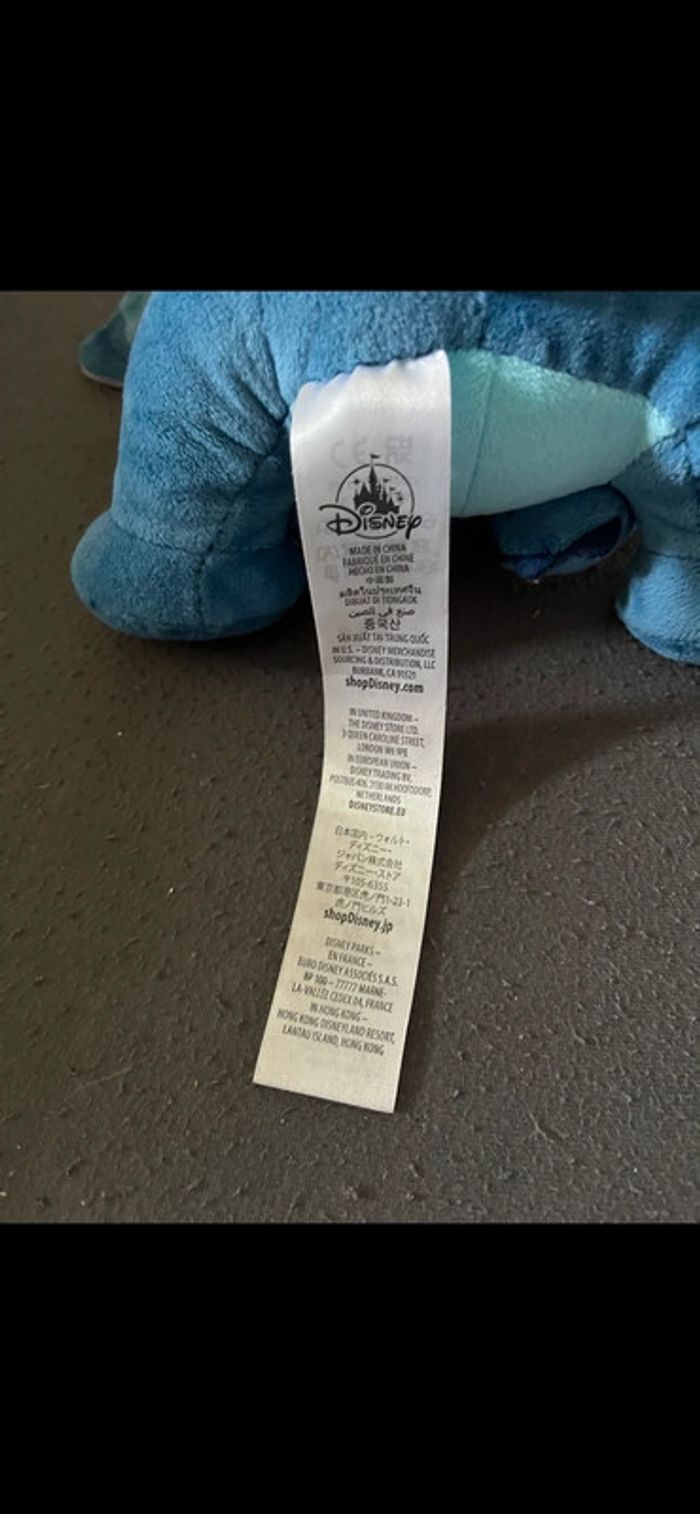 Disney
MADE IN CHINA
FABRIQUÉ EN CHINE
HECHO EN CHINA
中国製
ผลิตในประเทศจีน
DIBUAT DI TIONGKOK
صنع في الصين
중국산
SẢN XUẤT TẠI TRUNG QUỐC
IN U.S. – DISNEY MERCHANDISE
SOURCING & DISTRIBUTION, LLC
BURBANK, CA 91521
shopDisney.com
IN UNITED KINGDOM –
THE DISNEY STORE LTD.
3 QUEEN CAROLINE STREET,
LONDON W6 9PE
IN EUROPEAN UNION –
DISNEY TRADING BV,
POSTBUS 406, 2130 AK HOOFDDORP,
NETHERLANDS
DISNEYSTORE.EU
日本国内 – ウォルト・
ディズニー・
ジャパン株式会社
ディズニー・ストア
〒105-6355
東京都港区虎ノ門1-23-1
虎ノ門ヒルズ
shopDisney.jp
DISNEY PARKS –
EN FRANCE –
EURO DISNEY ASSOCIÉS S.A.S.
BP 100 – 77777 MARNE-
LA-VALLÉE CEDEX 04, FRANCE
IN HONG KONG –
HONG KONG DISNEYLAND RESORT,
LANTAU ISLAND, HONG KONG